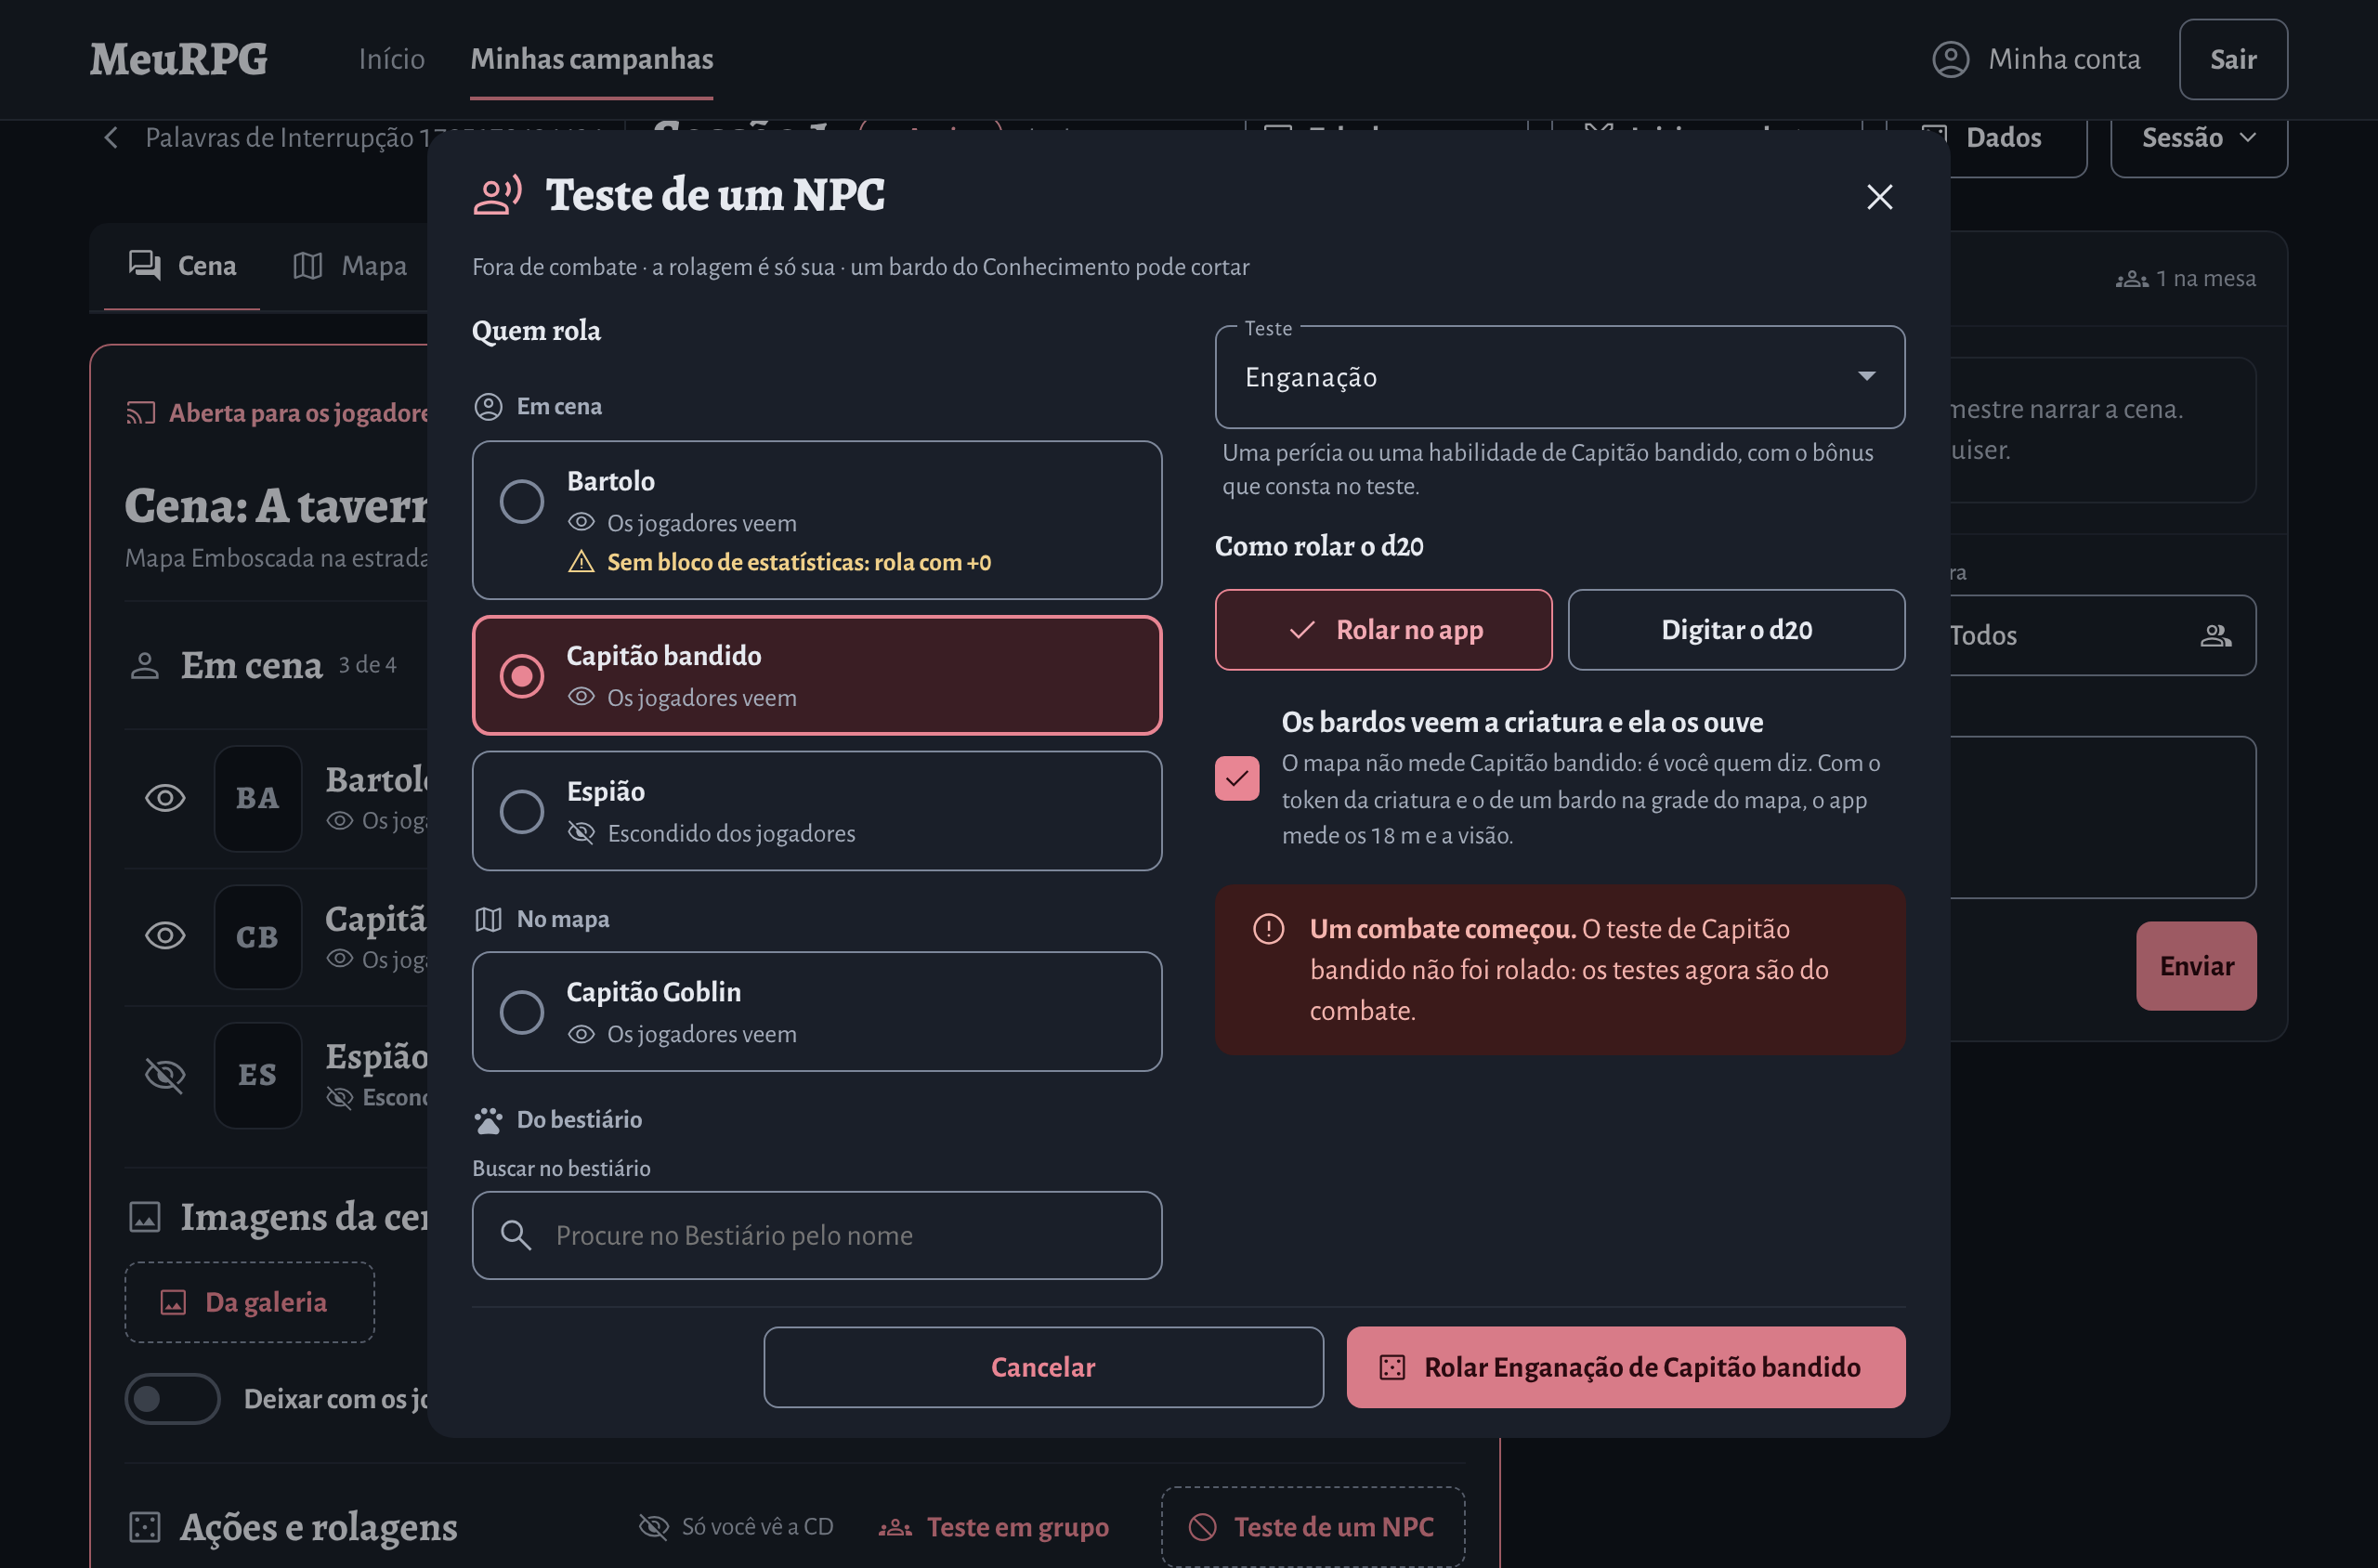 MeuRPG
Início
Minhas campanhas
Minha conta
Sair
Palavras de Interrupção
Dados
Sessão
Cena
Mapa
1 na mesa
Aberta para os
Cena: A
Mapa Emboscada na estrada
Em cena
3 de 4
BA
Os
CB
Os
ES
Espião
Imagens da
Da galeria
Deixar com os
Ações e rolagens
Só você vê a CD
Teste em grupo
Teste de um NPC
mestre narrar a cena.
Todos
Enviar
Teste de um NPC
Fora de combate · a rolagem é só sua · um bardo do Conhecimento pode cortar
Quem rola
Em cena
Bartolo
Os jogadores veem
Sem bloco de estatísticas: rola com +0
Capitão bandido
Os jogadores veem
Espião
Escondido dos jogadores
No mapa
Capitão Goblin
Os jogadores veem
Do bestiário
Buscar no bestiário
Procure no Bestiário pelo nome
Teste
Enganação
Uma perícia ou uma habilidade de Capitão bandido, com o bônus
que consta no teste.
Como rolar o d20
Rolar no app
Digitar o d20
Os bardos veem a criatura e ela os ouve
O mapa não mede Capitão bandido: é você quem diz. Com o
token da criatura e o de um bardo na grade do mapa, o app
mede os 18 m e a visão.
Um combate começou. O teste de Capitão
bandido não foi rolado: os testes agora são do
combate.
Cancelar
Rolar Enganação de Capitão bandido